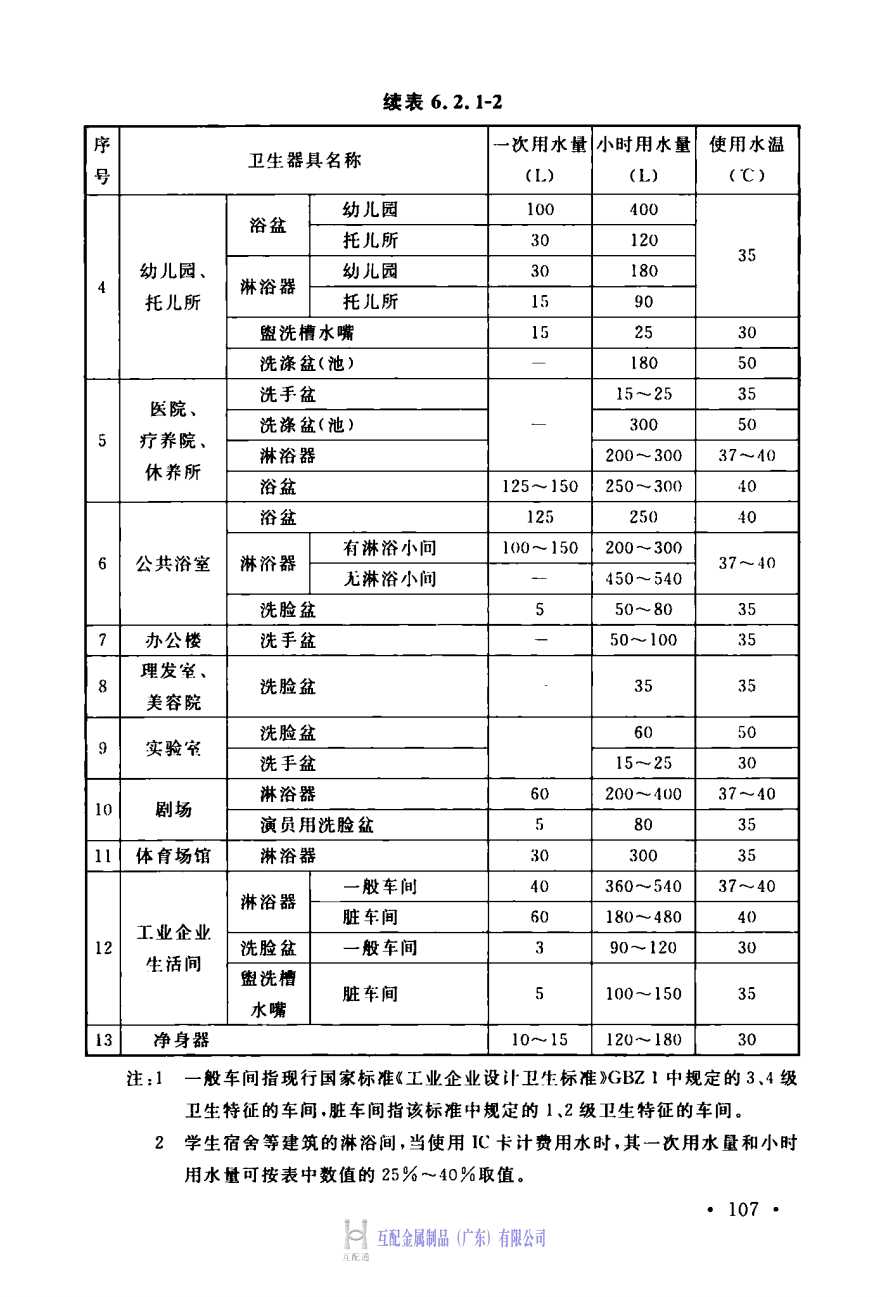 续表 6.2.1-2
序号 卫生器具名称 一次用水量(L) 小时用水量(L) 使用水温(℃)
4 幼儿园、托儿所 浴盆 幼儿园 100 400 35
托儿所 30 120
淋浴器 幼儿园 30 180
托儿所 15 90
盥洗槽水嘴 15 25 30
洗涤盆(池) — 180 50
5 医院、疗养院、休养所 洗手盆 — 15～25 35
洗涤盆(池) 300 50
淋浴器 200～300 37～40
浴盆 125～150 250～300 40
6 公共浴室 浴盆 125 250 40
淋浴器 有淋浴小间 100～150 200～300 37～40
无淋浴小间 — 450～540
洗脸盆 5 50～80 35
7 办公楼 洗手盆 — 50～100 35
8 理发室、美容院 洗脸盆 35 35
9 实验室 洗脸盆 60 50
洗手盆 15～25 30
10 剧场 淋浴器 60 200～400 37～40
演员用洗脸盆 5 80 35
11 体育场馆 淋浴器 30 300 35
12 工业企业生活间 淋浴器 一般车间 40 360～540 37～40
脏车间 60 180～480 40
洗脸盆 一般车间 3 90～120 30
盥洗槽水嘴 脏车间 5 100～150 35
13 净身器 10～15 120～180 30
注:1 一般车间指现行国家标准《工业企业设计卫生标准》GBZ 1 中规定的 3、4 级
卫生特征的车间,脏车间指该标准中规定的 1、2 级卫生特征的车间。
2 学生宿舍等建筑的淋浴间,当使用 IC 卡计费用水时,其一次用水量和小时
用水量可按表中数值的 25%～40%取值。
• 107 •
互配金属制品（广东）有限公司
互配通